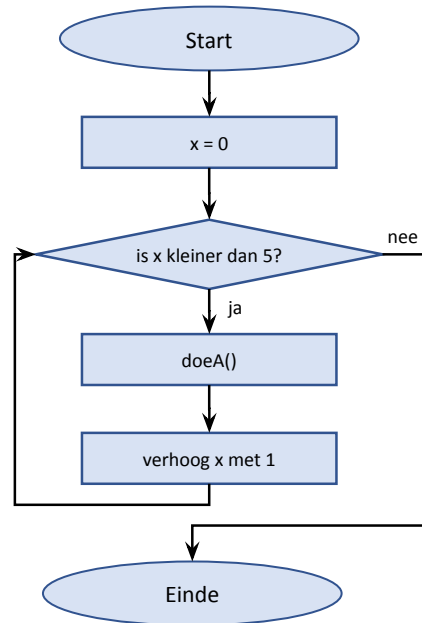 Start
x = 0
is x kleiner dan 5?
nee
ja
doeA()
verhoog x met 1
Einde